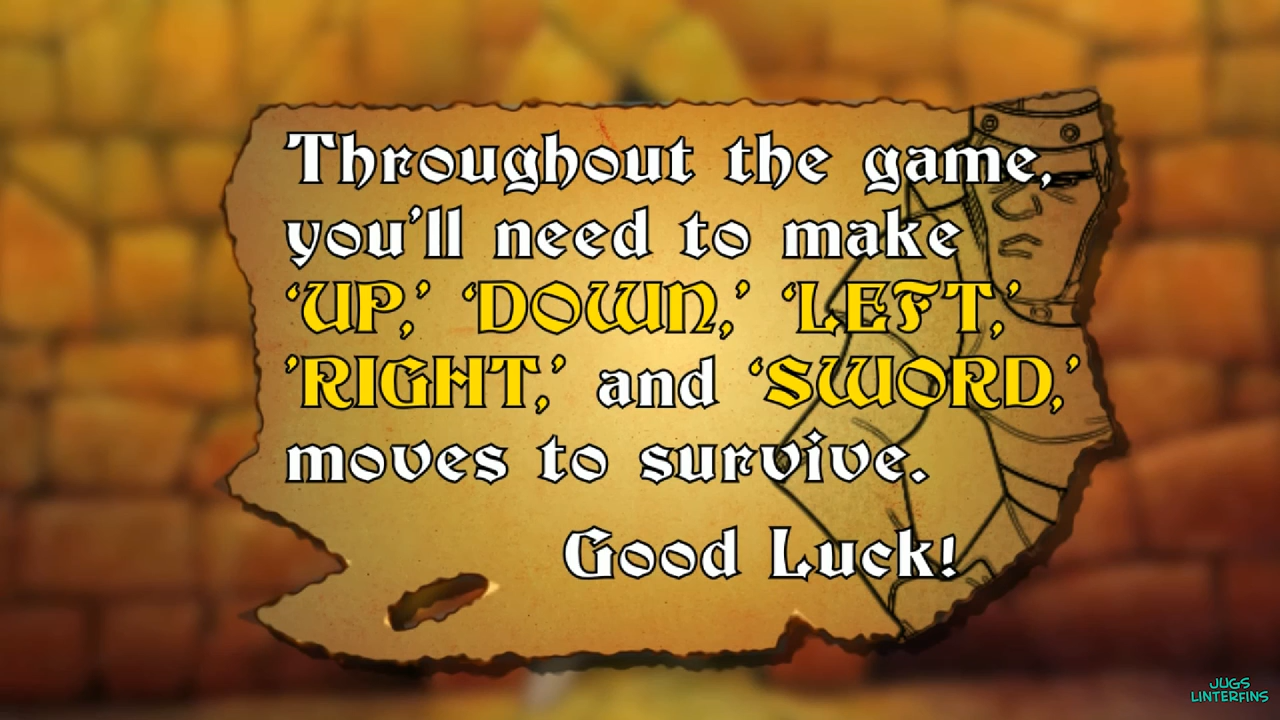 Throughout the game,
you'll need to make
‘UP,’ ‘DOWN,’ ‘LEFT,’
’RIGHT,’ and ‘SWORD,’
moves to survive.
Good Luck!
JUGS
LINTERFINS